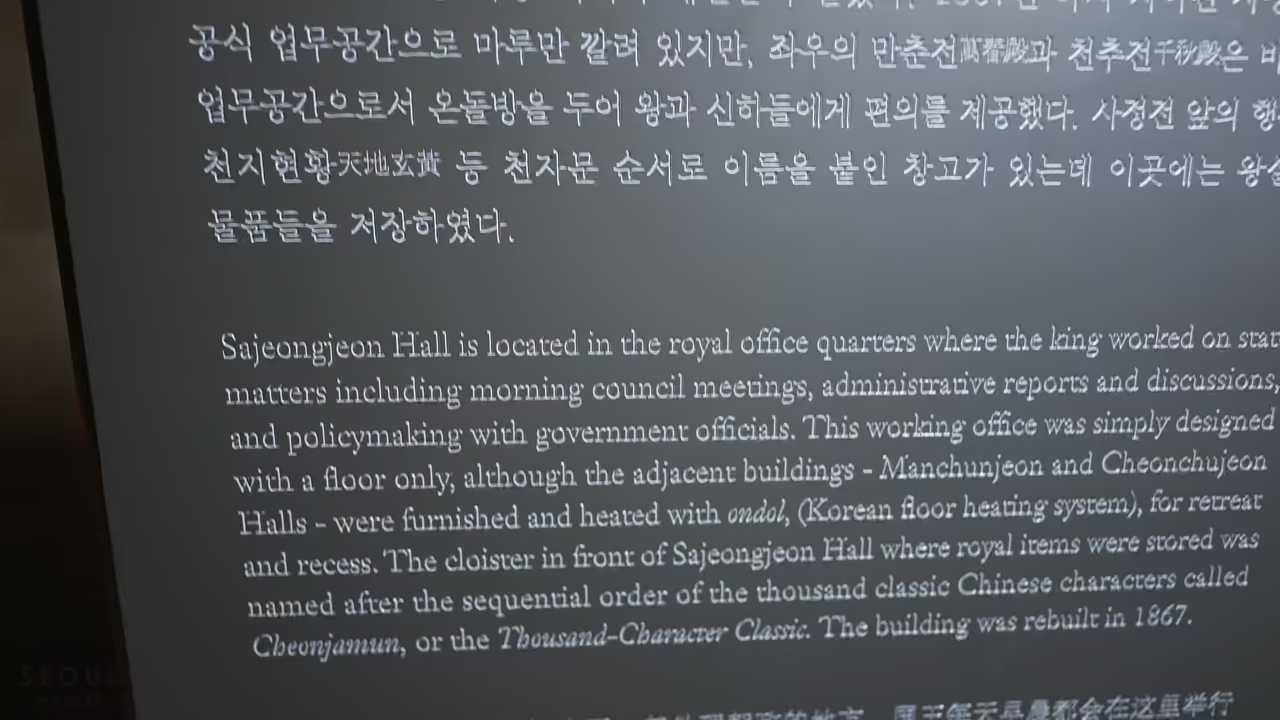 공식 업무공간으로 마루만 깔려 있지만, 좌우의 만춘전萬春殿과 천추전千秋殿은
업무공간으로서 온돌방을 두어 왕과 신하들에게 편의를 제공했다. 사정전 앞의
천지현황天地玄黃 등 천자문 순서로 이름을 붙인 창고가 있는데 이곳에는
물품들을 저장하였다.
Sajeongjeon Hall is located in the royal office quarters where the king worked on stat
matters including morning council meetings, administrative reports and discussions,
and policymaking with government officials. This working office was simply designed
with a floor only, although the adjacent buildings - Manchunjeon and Cheonchujeon
Halls - were furnished and heated with ondol, (Korean floor heating system), for retreat
and recess. The cloister in front of Sajeongjeon Hall where royal items were stored was
named after the sequential order of the thousand classic Chinese characters called
Cheonjamun, or the Thousand-Character Classic. The building was rebuilt in 1867.
SEOUL